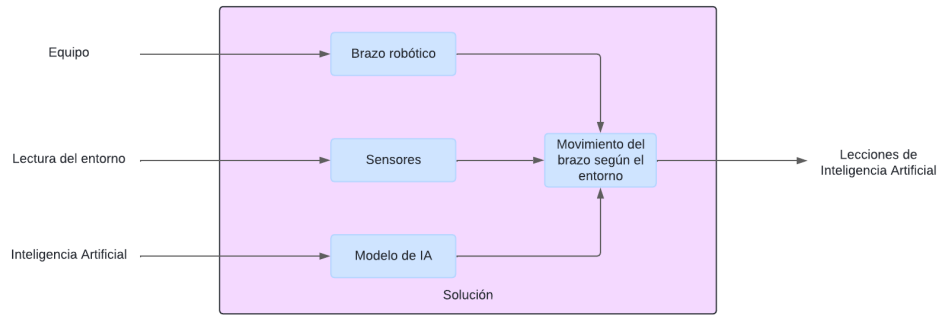 Equipo
Brazo robótico
Lectura del entorno
Sensores
Movimiento del
brazo según el
entorno
Lecciones de
Inteligencia Artificial
Inteligencia Artificial
Modelo de IA
Solución